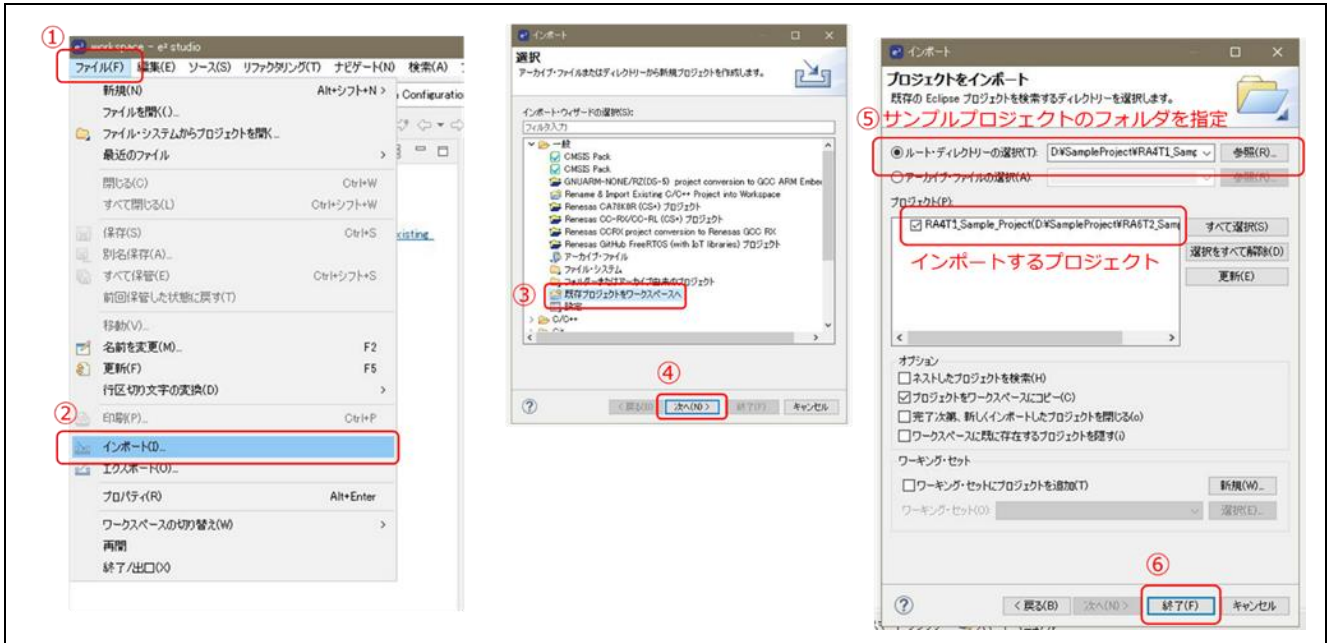 ①
workspace - e² studio
ファイル(F) 編集(E) ソース(S) リファクタリング(T) ナビゲート(N) 検索(A)
新規(N) Alt+シフト+N >
Configuratio
ファイルを開く(.)...
ファイル・システムからプロジェクトを開く...
最近のファイル >
閉じる(C) Ctrl+W
すべて閉じる(L) Ctrl+シフト+W
保存(S) Ctrl+S
xisting
別名保存(A)...
すべて保管(E) Ctrl+シフト+S
前回保管した状態に戻す(T)
移動(V)...
名前を変更(M)... F2
更新(F) F5
行区切り文字の変換(D) >
②
印刷(P)... Ctrl+P
インポート(I)...
エクスポート(O)...
プロパティ(R) Alt+Enter
ワークスペースの切り替え(W) >
再開
終了/出口(X)
インポート
選択
アーカイブ・ファイルまたはディレクトリーから新規プロジェクトを作成します。
インポート・ウィザードの選択(S):
フィルタ入力
一般
CMSIS Pack
CMSIS Pack
GNUARM-NONE/RZ(DS-5) project conversion to GCC ARM Embe
Rename & Import Existing C/C++ Project into Workspace
Renesas CA78K0R (CS+) プロジェクト
Renesas CC-RX/CC-RL (CS+) プロジェクト
Renesas CCRX project conversion to Renesas GCC RX
Renesas GitHub FreeRTOS (with IoT libraries) プロジェクト
アーカイブ・ファイル
ファイル・システム
フォルダーまたはアーカイブ由来のプロジェクト
③
既存プロジェクトをワークスペースへ
設定
C/C++
④
< 戻る(B) 次へ(N) > 終了(F) キャンセル
インポート
プロジェクトをインポート
既存の Eclipse プロジェクトを検索するディレクトリーを選択します。
⑤サンプルプロジェクトのフォルダを指定
ルート・ディレクトリーの選択(T): D:¥SampleProject¥RA4T1_Samp 参照(R)...
アーカイブ・ファイルの選択(A): 参照(R)...
プロジェクト(P):
RA4T1_Sample_Project(D:¥SampleProject¥RA6T2_Samp
すべて選択(S)
選択をすべて解除(D)
インポートするプロジェクト
更新(E)
オプション
ネストしたプロジェクトを検索(H)
プロジェクトをワークスペースにコピー(C)
完了次第、新しくインポートしたプロジェクトを閉じる(o)
ワークスペースに既に存在するプロジェクトを隠す(i)
ワーキング・セット
ワーキング・セットにプロジェクトを追加(T) 新規(W)...
ワーキング・セット(O): 選択(E)...
⑥
< 戻る(B) 次へ(N) > 終了(F) キャンセル